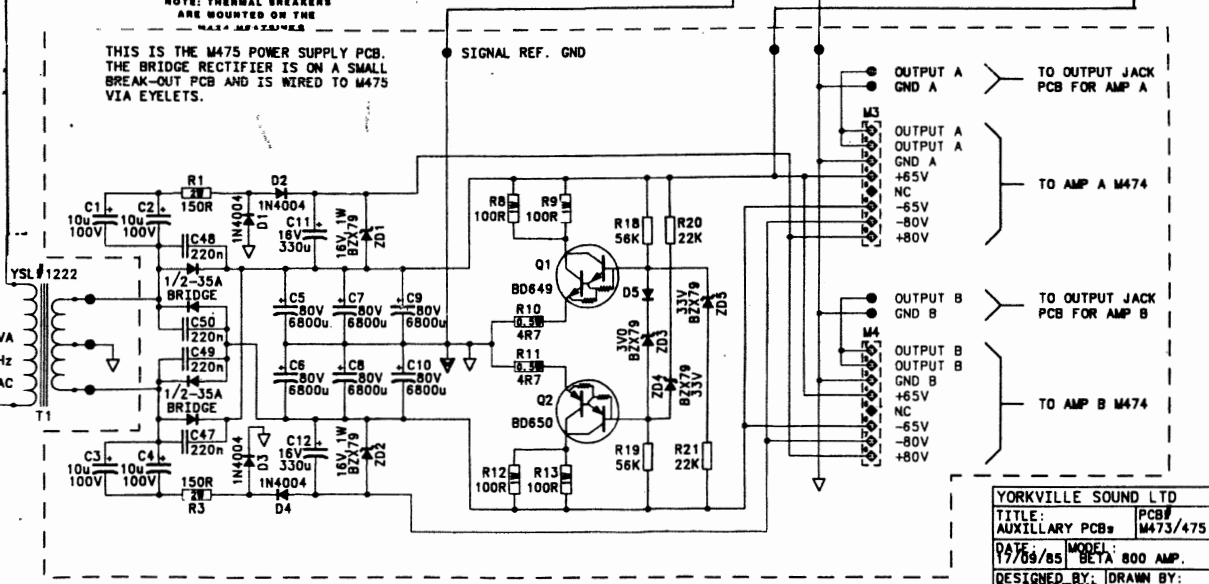 NOTE: THERMAL BREAKERS
ARE MOUNTED ON THE
THIS IS THE M475 POWER SUPPLY PCB.
THE BRIDGE RECTIFIER IS ON A SMALL
BREAK-OUT PCB AND IS WIRED TO M475
VIA EYELETS.
SIGNAL REF. GND
OUTPUT A
GND A
TO OUTPUT JACK
PCB FOR AMP A
M3
OUTPUT A
OUTPUT A
GND A
+65V
NC
-65V
-80V
+80V
TO AMP A M474
OUTPUT B
GND B
TO OUTPUT JACK
PCB FOR AMP B
M4
OUTPUT B
OUTPUT B
GND B
+65V
NC
-65V
-80V
+80V
TO AMP B M474
R1
2W
150R
D2
1N4004
C1
10u
100V
C2
10u
100V
1N4004
D1
C11
16V
330u
16V 1W
BZX79
ZD1
C48
220n
YSL#1222
1/2-35A
BRIDGE
C50
220n
C49
220n
1/2-35A
BRIDGE
C47
220n
VA
Hz
AC
T1
C5
80V
6800u
C7
80V
6800u
C9
80V
6800u
C6
80V
6800u
C8
80V
6800u
C10
80V
6800u
C3
10u
100V
C4
10u
100V
150R
2W
R3
1N4004
D3
1N4004
D4
C12
16V
330u
16V 1W
BZX79
ZD2
R8
100R
1W
R9
100R
1W
R18
56K
R20
22K
Q1
BD649
R10
0.5W
4R7
R11
0.5W
4R7
D5
3V0
BZX79
ZD3
33V
BZX79
ZD5
ZD4
BZX79
33V
Q2
BD650
R12
100R
1W
R13
100R
1W
R19
56K
R21
22K
YORKVILLE SOUND LTD
TITLE:
AUXILLARY PCBs
PCB#
M473/475
DATE:
17/09/85
MODEL:
BETA 800 AMP.
DESIGNED BY:
DRAWN BY: